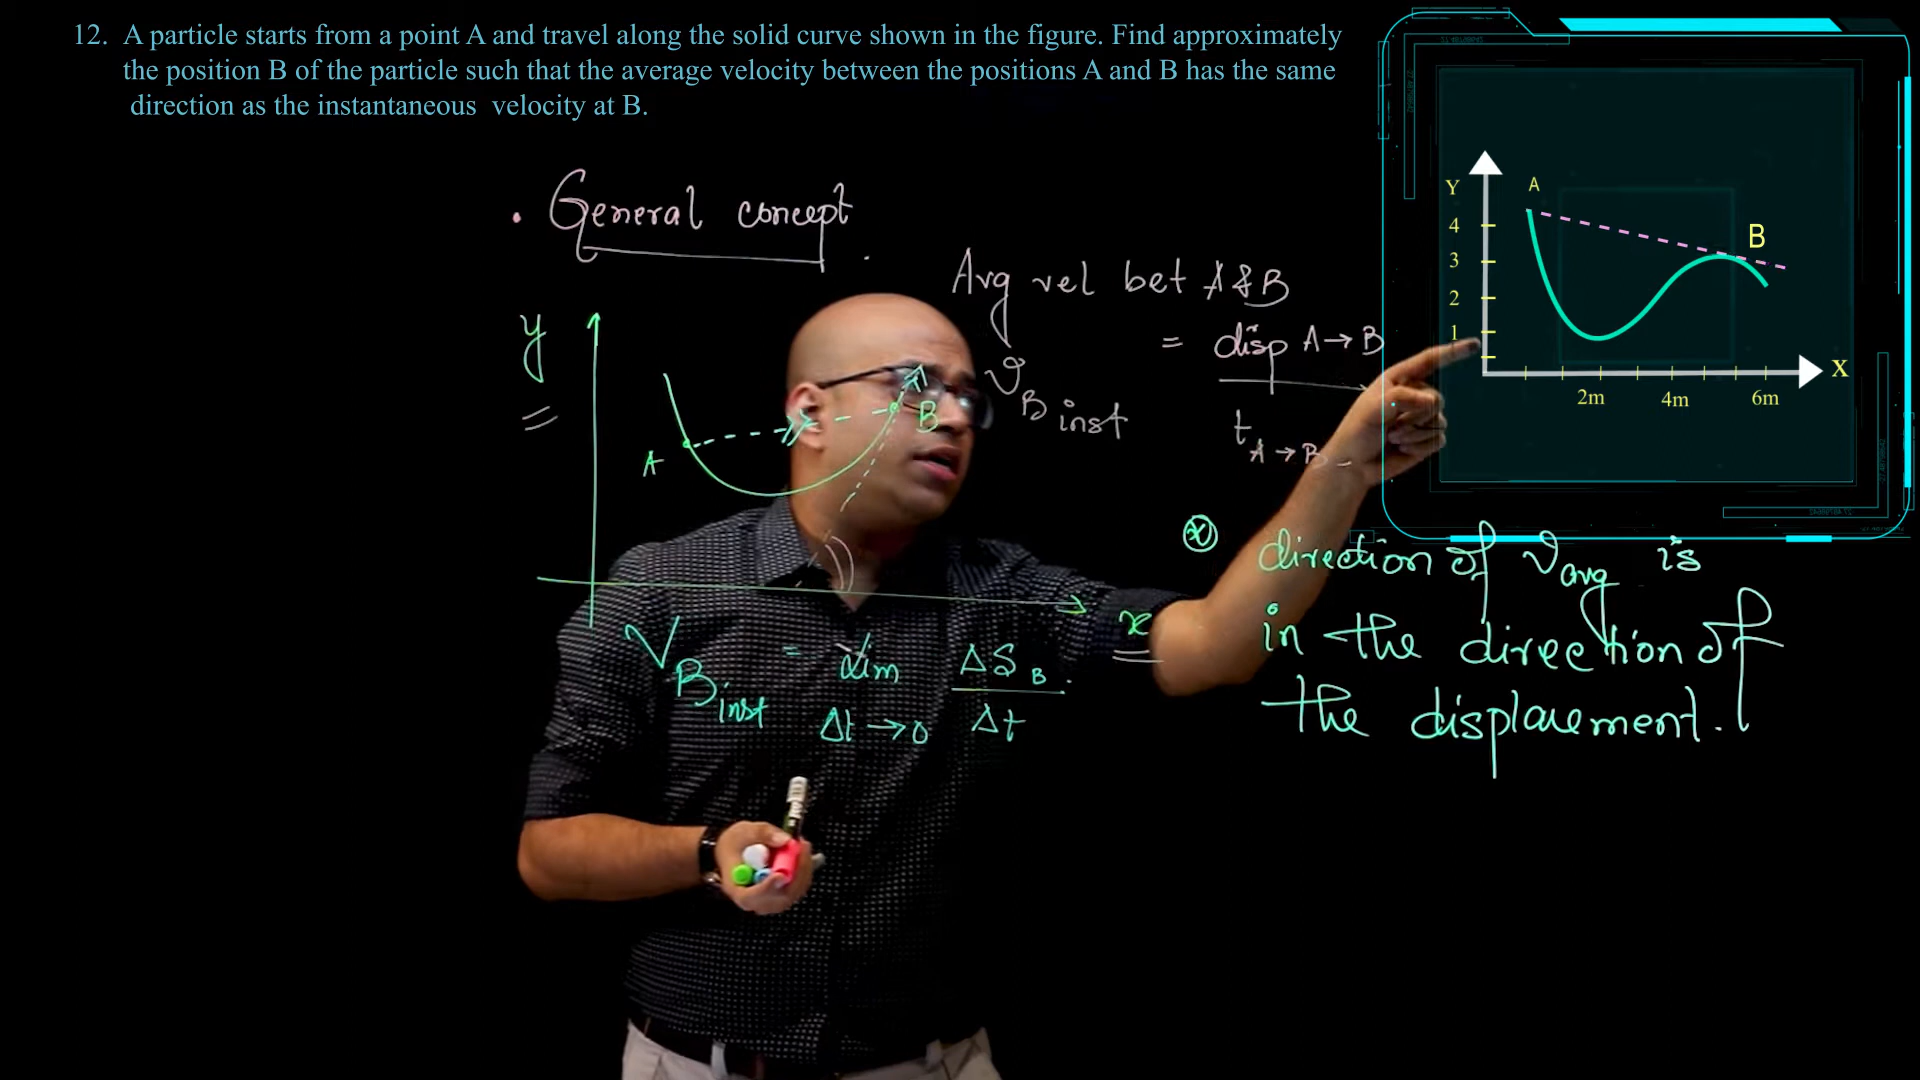 12. A particle starts from a point A and travel along the solid curve shown in the figure. Find approximately
the position B of the particle such that the average velocity between the positions A and B has the same
direction as the instantaneous velocity at B.
• General concept.
Avg vel bet A & B
= disp A→B
t A→B
v B inst
y
A
B
x
V B inst = Lim ΔS B
Δt→0 Δt
Y
A
B
4
3
2
1
X
2m 4m 6m
direction of v avg is
in the direction of
the displacement.